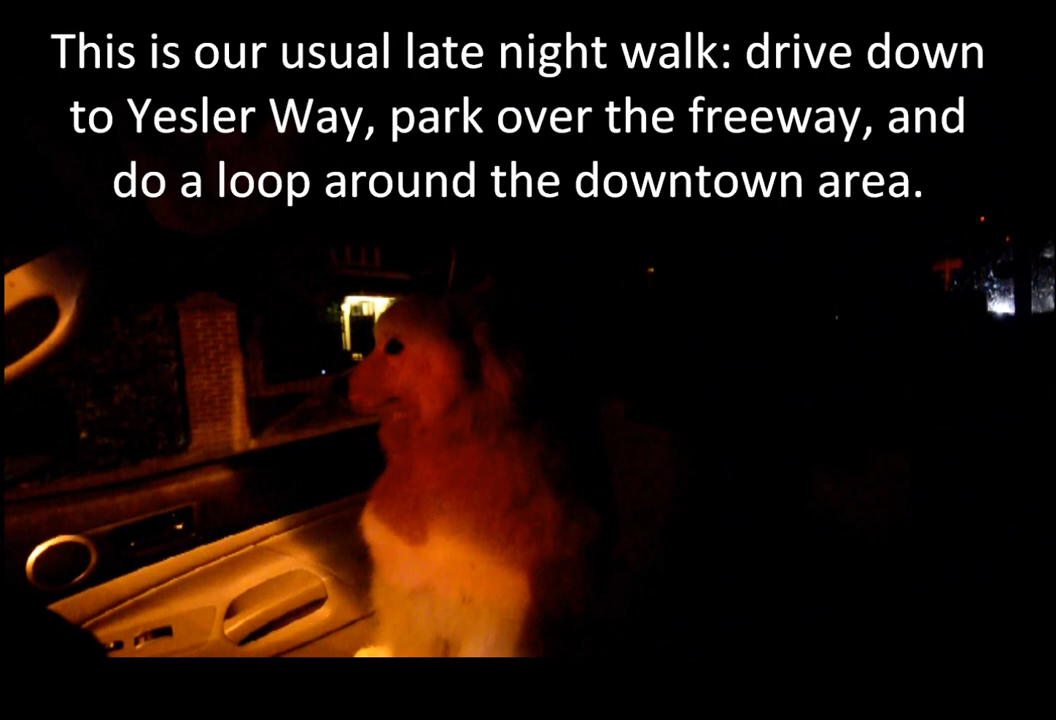 This is our usual late night walk: drive down
to Yesler Way, park over the freeway, and
do a loop around the downtown area.